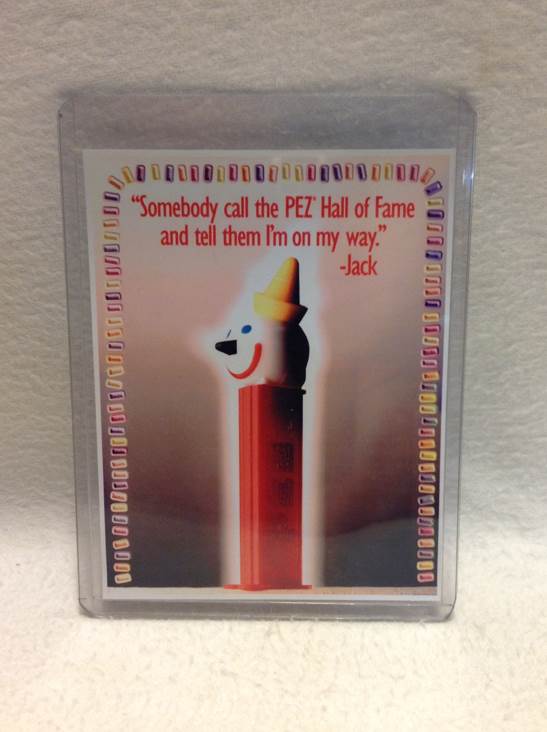 “Somebody call the PEZ® Hall of Fame
and tell them I'm on my way.”
-Jack